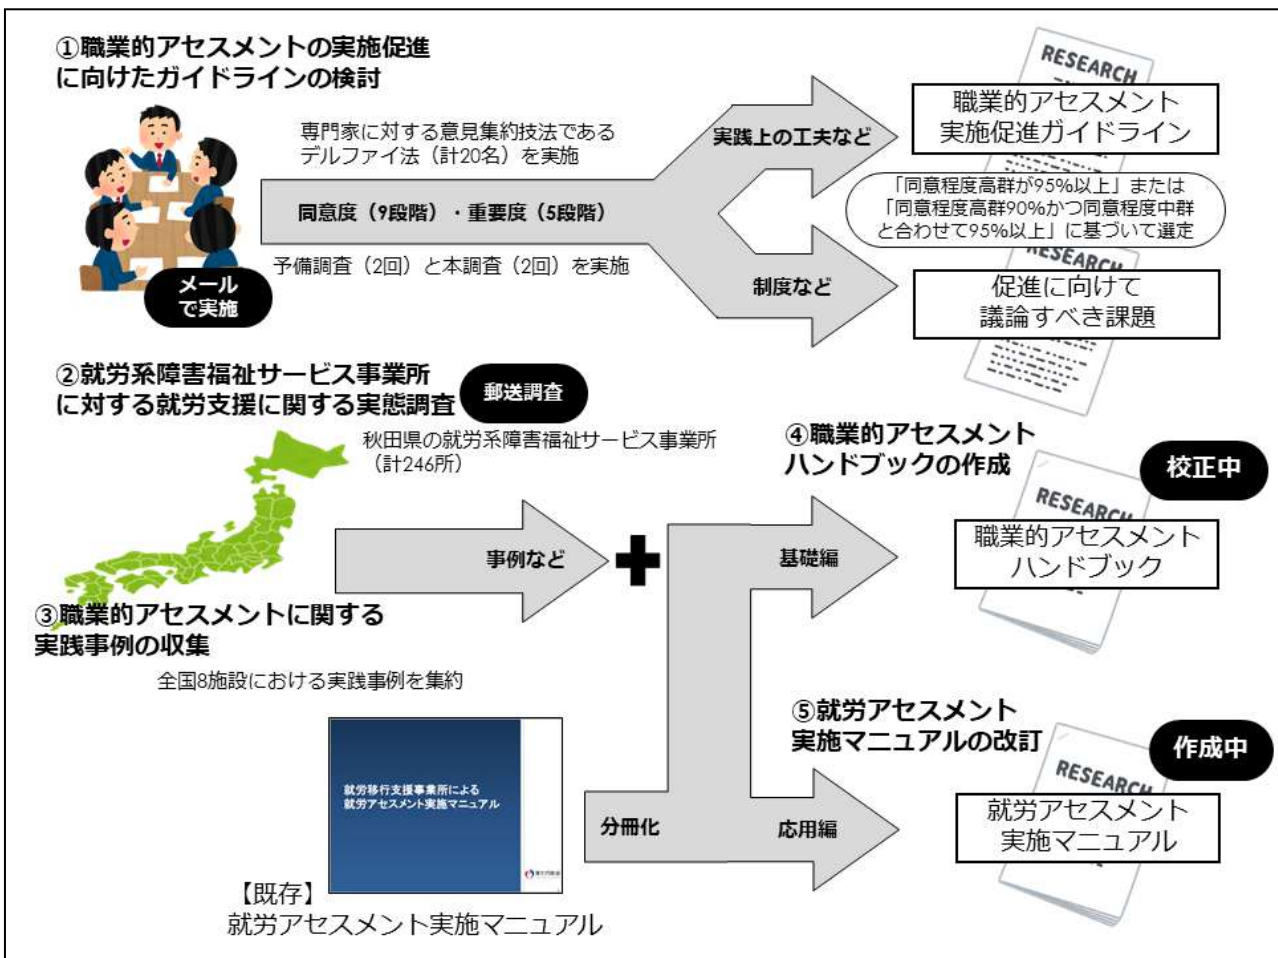 ①職業的アセスメントの実施促進
に向けたガイドラインの検討
専門家に対する意見集約技法である
デルファイ法（計20名）を実施
同意度（9段階）・重要度（5段階）
予備調査（2回）と本調査（2回）を実施
メール
で実施
実践上の工夫など
制度など
RESEARCH
職業的アセスメント
実施促進ガイドライン
「同意程度高群が95%以上」または
「同意程度高群90%かつ同意程度中群
と合わせて95%以上」に基づいて選定
RESEARCH
促進に向けて
議論すべき課題
②就労系障害福祉サービス事業所
に対する就労支援に関する実態調査
郵送調査
秋田県の就労系障害福祉サービス事業所
（計246所）
事例など
③職業的アセスメントに関する
実践事例の収集
全国8施設における実践事例を集約
④職業的アセスメント
ハンドブックの作成
校正中
基礎編
RESEARCH
職業的アセスメント
ハンドブック
就労移行支援事業所による
就労アセスメント実施マニュアル
【既存】
就労アセスメント実施マニュアル
分冊化
⑤就労アセスメント
実施マニュアルの改訂
作成中
応用編
RESEARCH
就労アセスメント
実施マニュアル